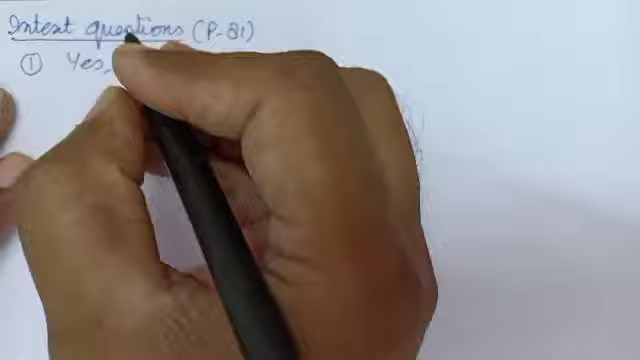 Intext questions (P-81)
① Yes,